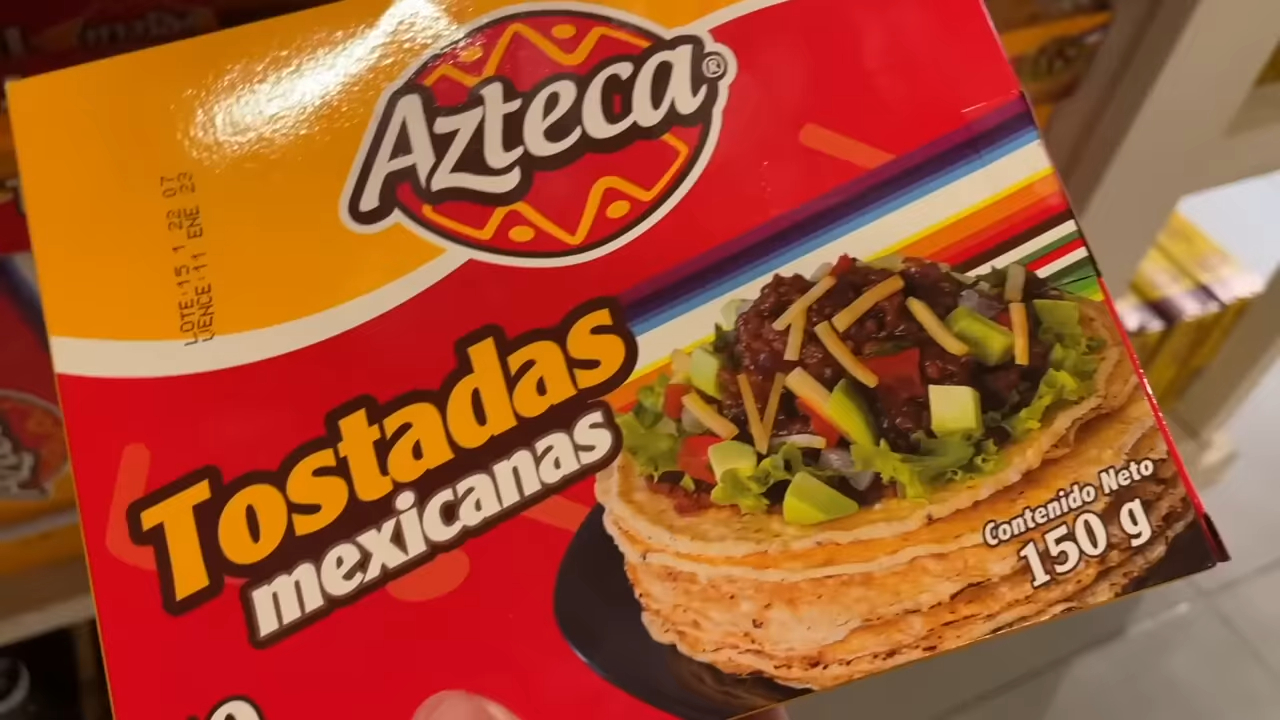 Azteca®
LOTE:15 1 22 07
VENCE:11 ENE 23
Tostadas
mexicanas
Contenido Neto
150 g